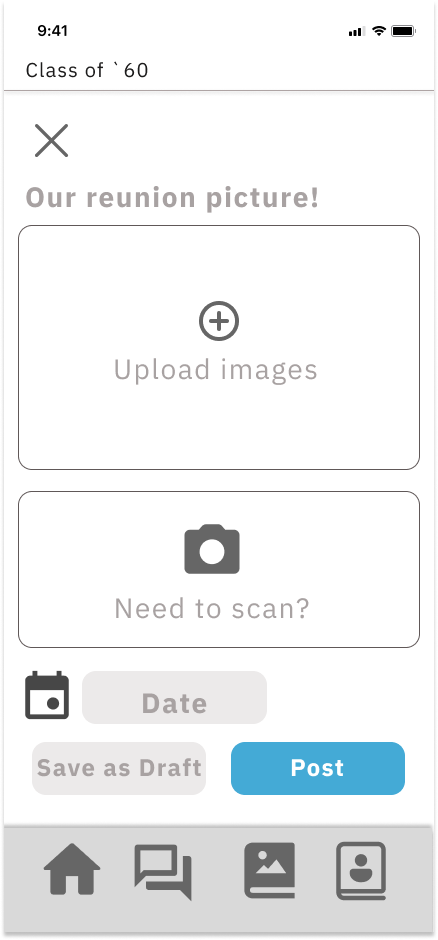 9:41
Class of `60
Our reunion picture!
Upload images
Need to scan?
Date
Save as Draft
Post